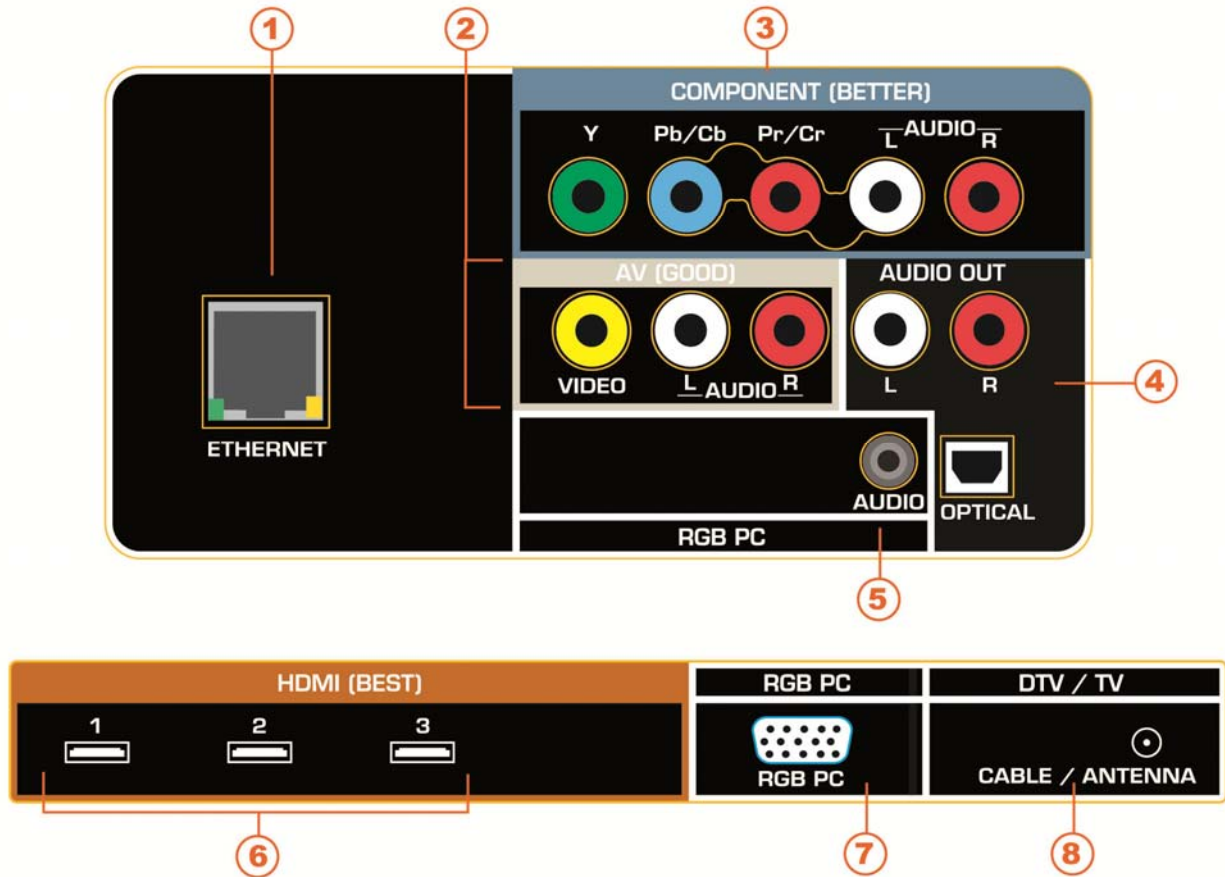 1 2 3
COMPONENT (BETTER)
Y Pb/Cb Pr/Cr L AUDIO R
AV (GOOD) AUDIO OUT
VIDEO L AUDIO R L R
4
ETHERNET
AUDIO OPTICAL
RGB PC
5
HDMI (BEST) RGB PC DTV / TV
1 2 3
RGB PC CABLE / ANTENNA
6 7 8